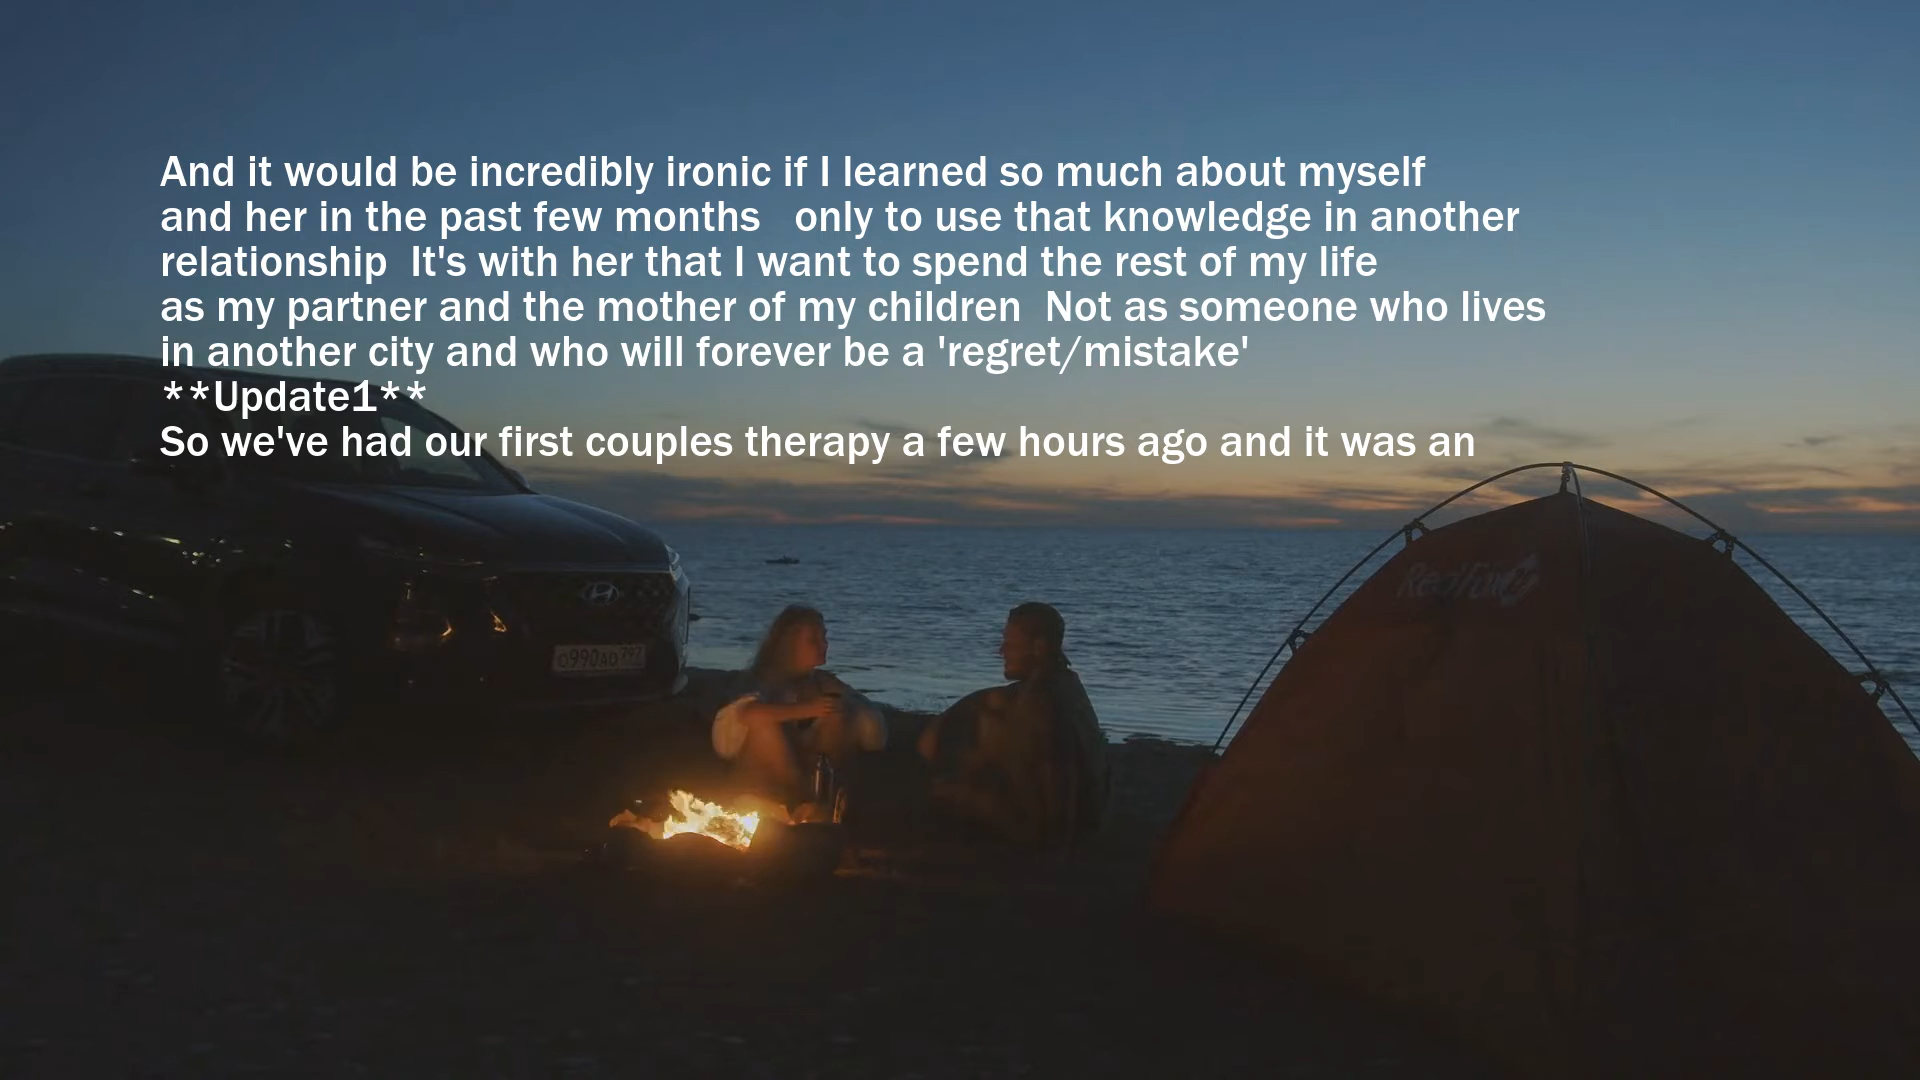 And it would be incredibly ironic if I learned so much about myself
and her in the past few months   only to use that knowledge in another
relationship  It's with her that I want to spend the rest of my life
as my partner and the mother of my children  Not as someone who lives
in another city and who will forever be a 'regret/mistake'
**Update1**
So we've had our first couples therapy a few hours ago and it was an
RedFox